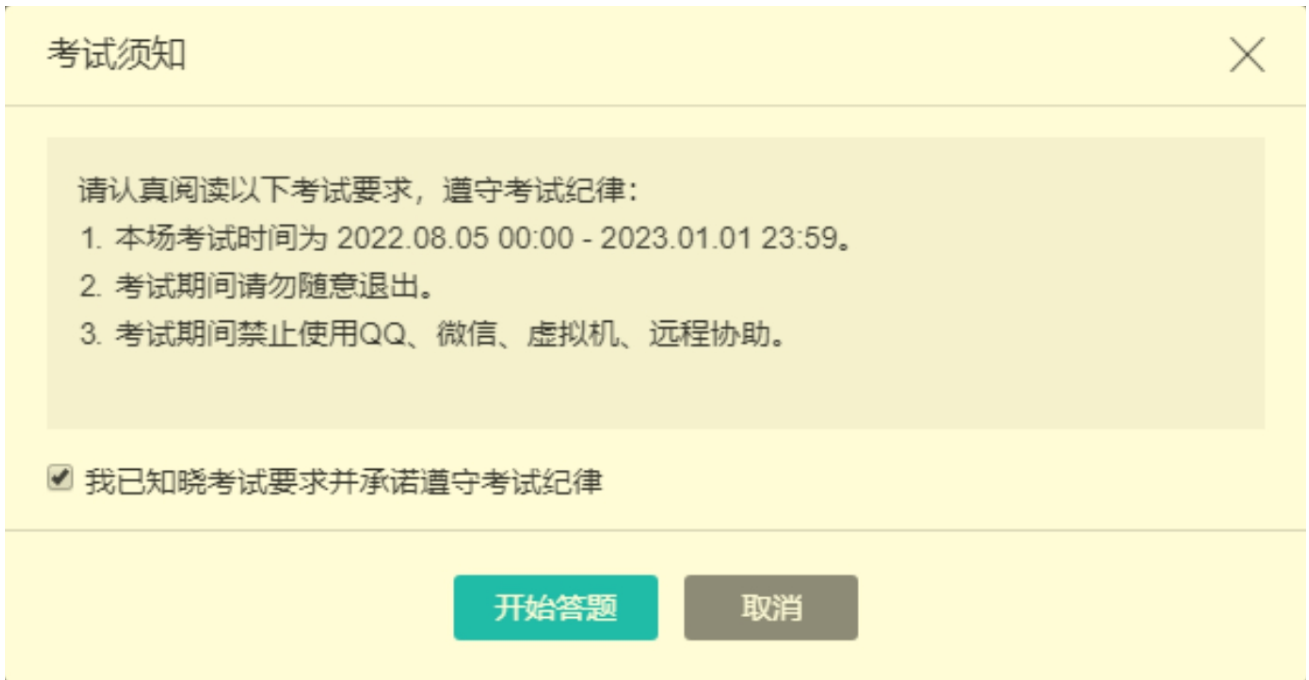 考试须知
请认真阅读以下考试要求，遵守考试纪律：
1. 本场考试时间为 2022.08.05 00:00 - 2023.01.01 23:59。
2. 考试期间请勿随意退出。
3. 考试期间禁止使用QQ、微信、虚拟机、远程协助。
我已知晓考试要求并承诺遵守考试纪律
开始答题
取消